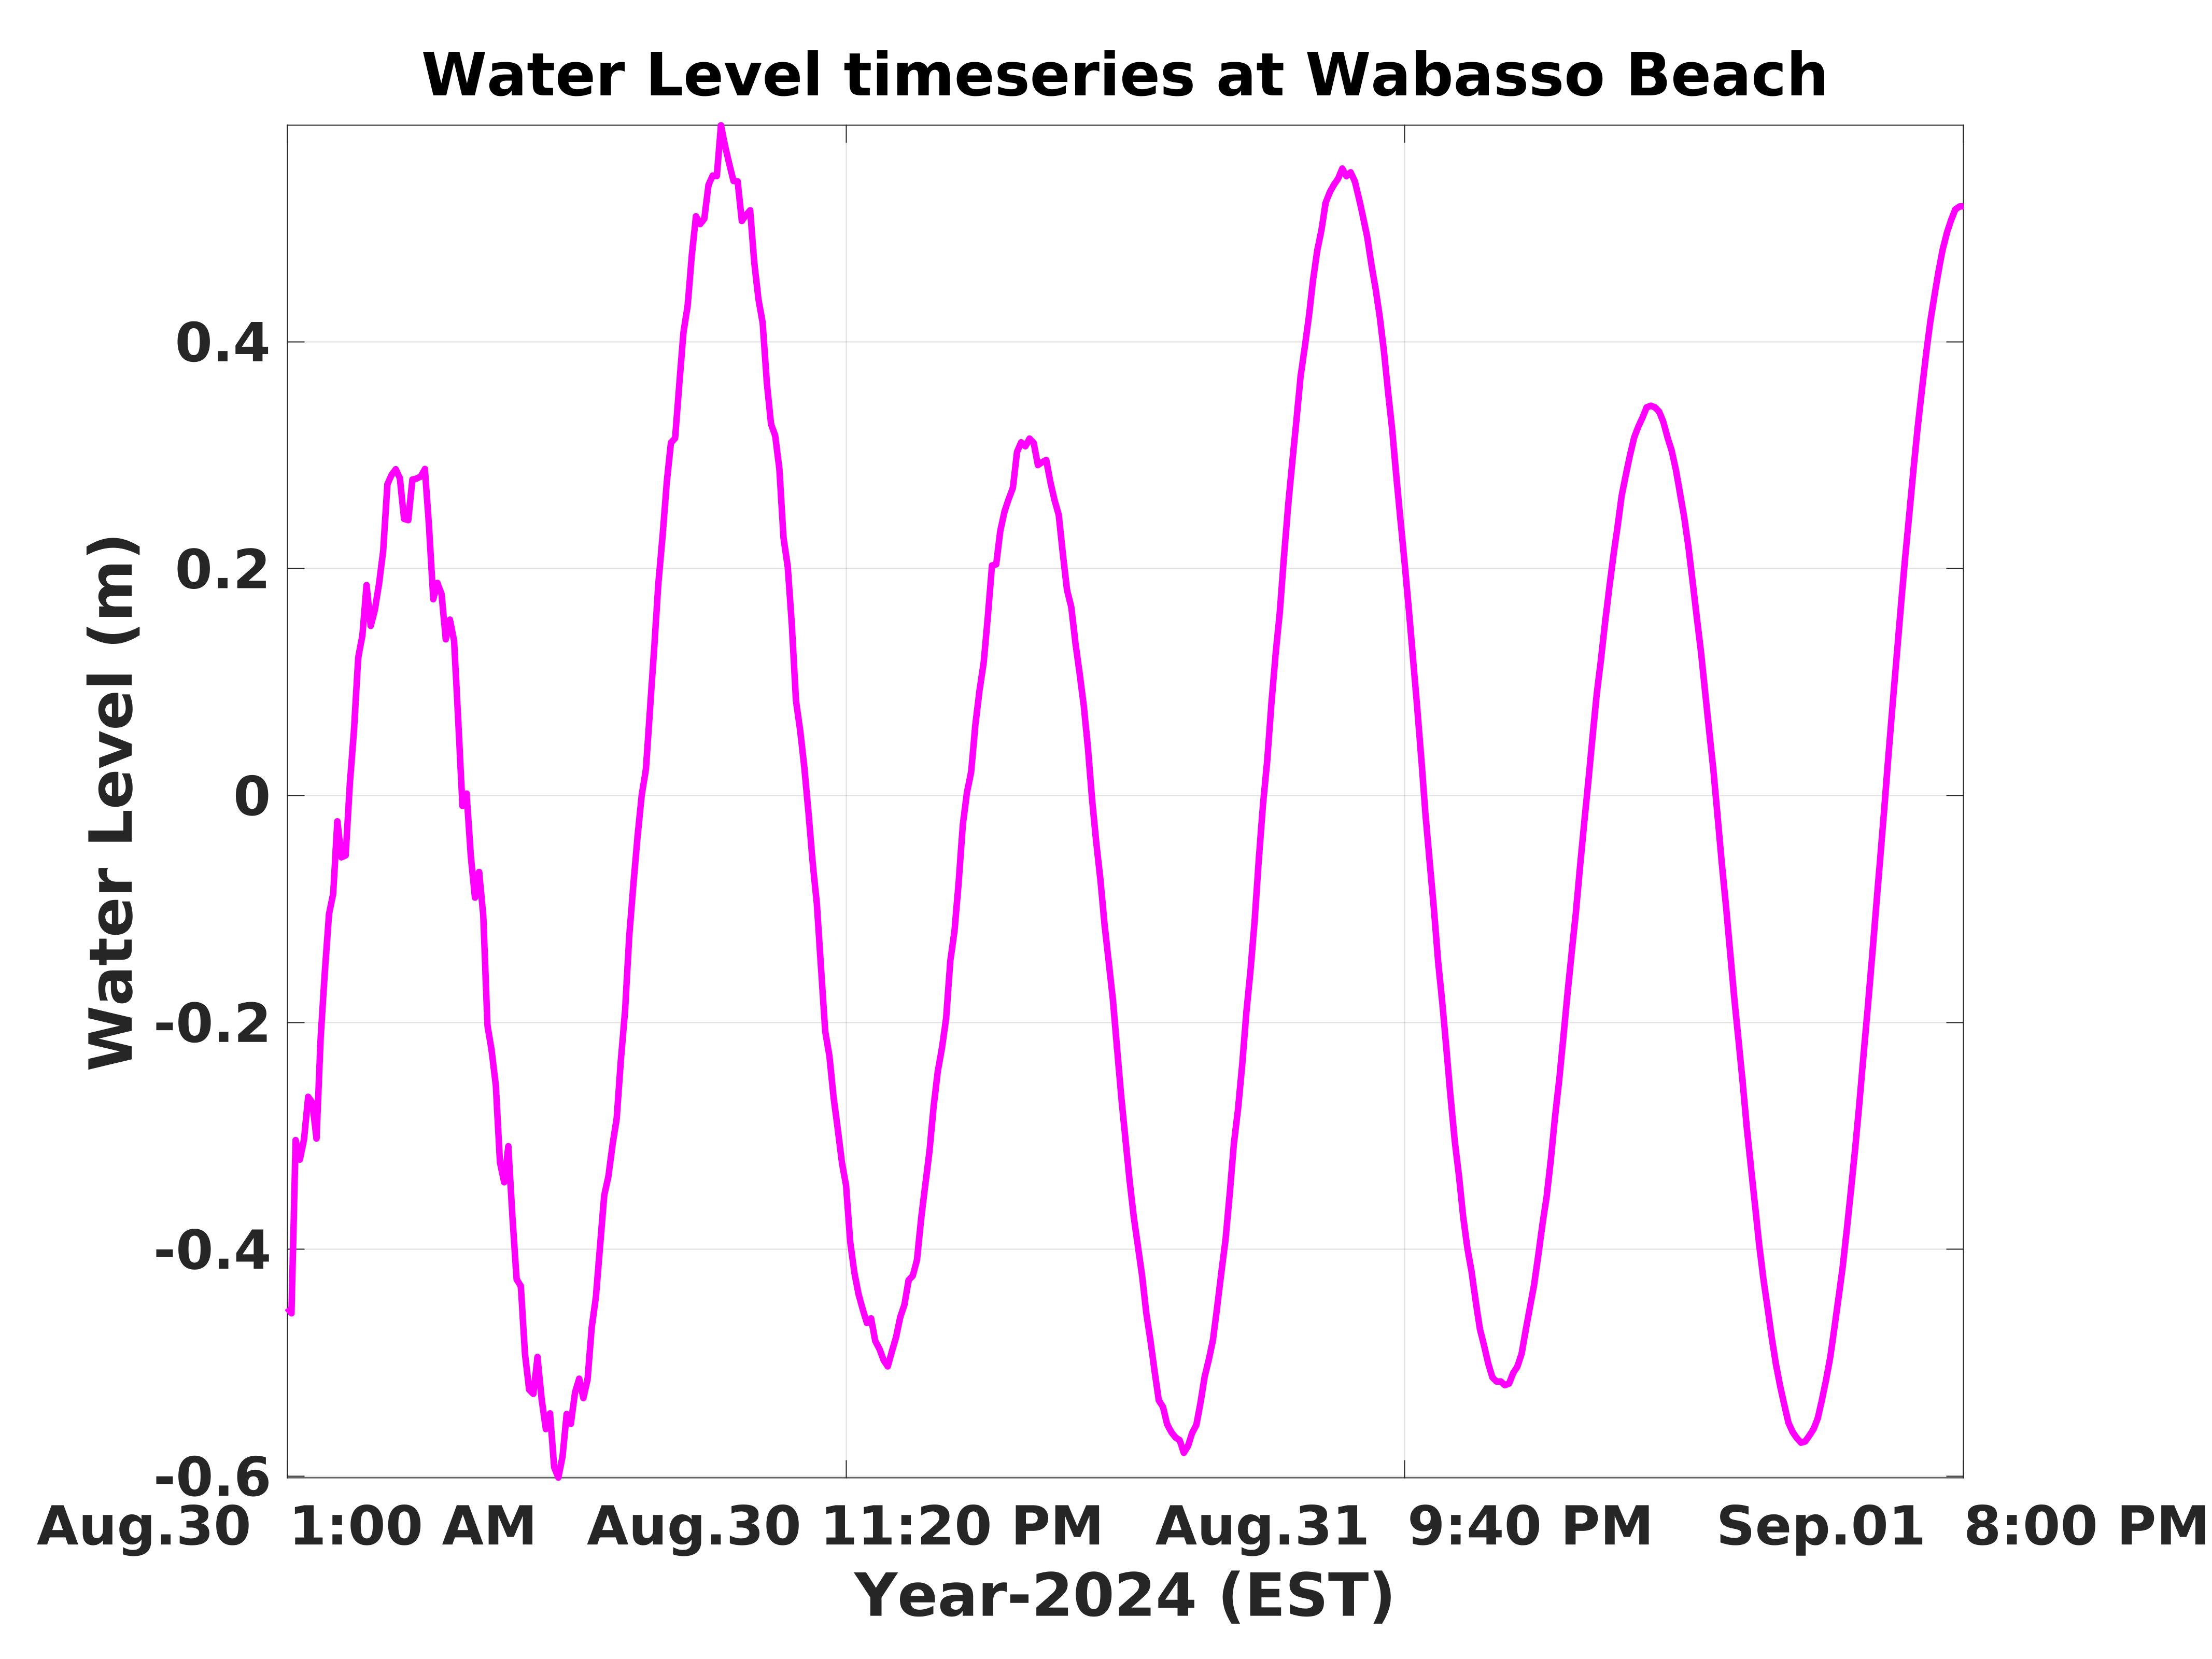 Water Level timeseries at Wabasso Beach
Water Level (m)
0.4
0.2
0
-0.2
-0.4
-0.6
Aug.30  1:00 AM  Aug.30 11:20 PM  Aug.31  9:40 PM  Sep.01  8:00 PM
Year-2024 (EST)